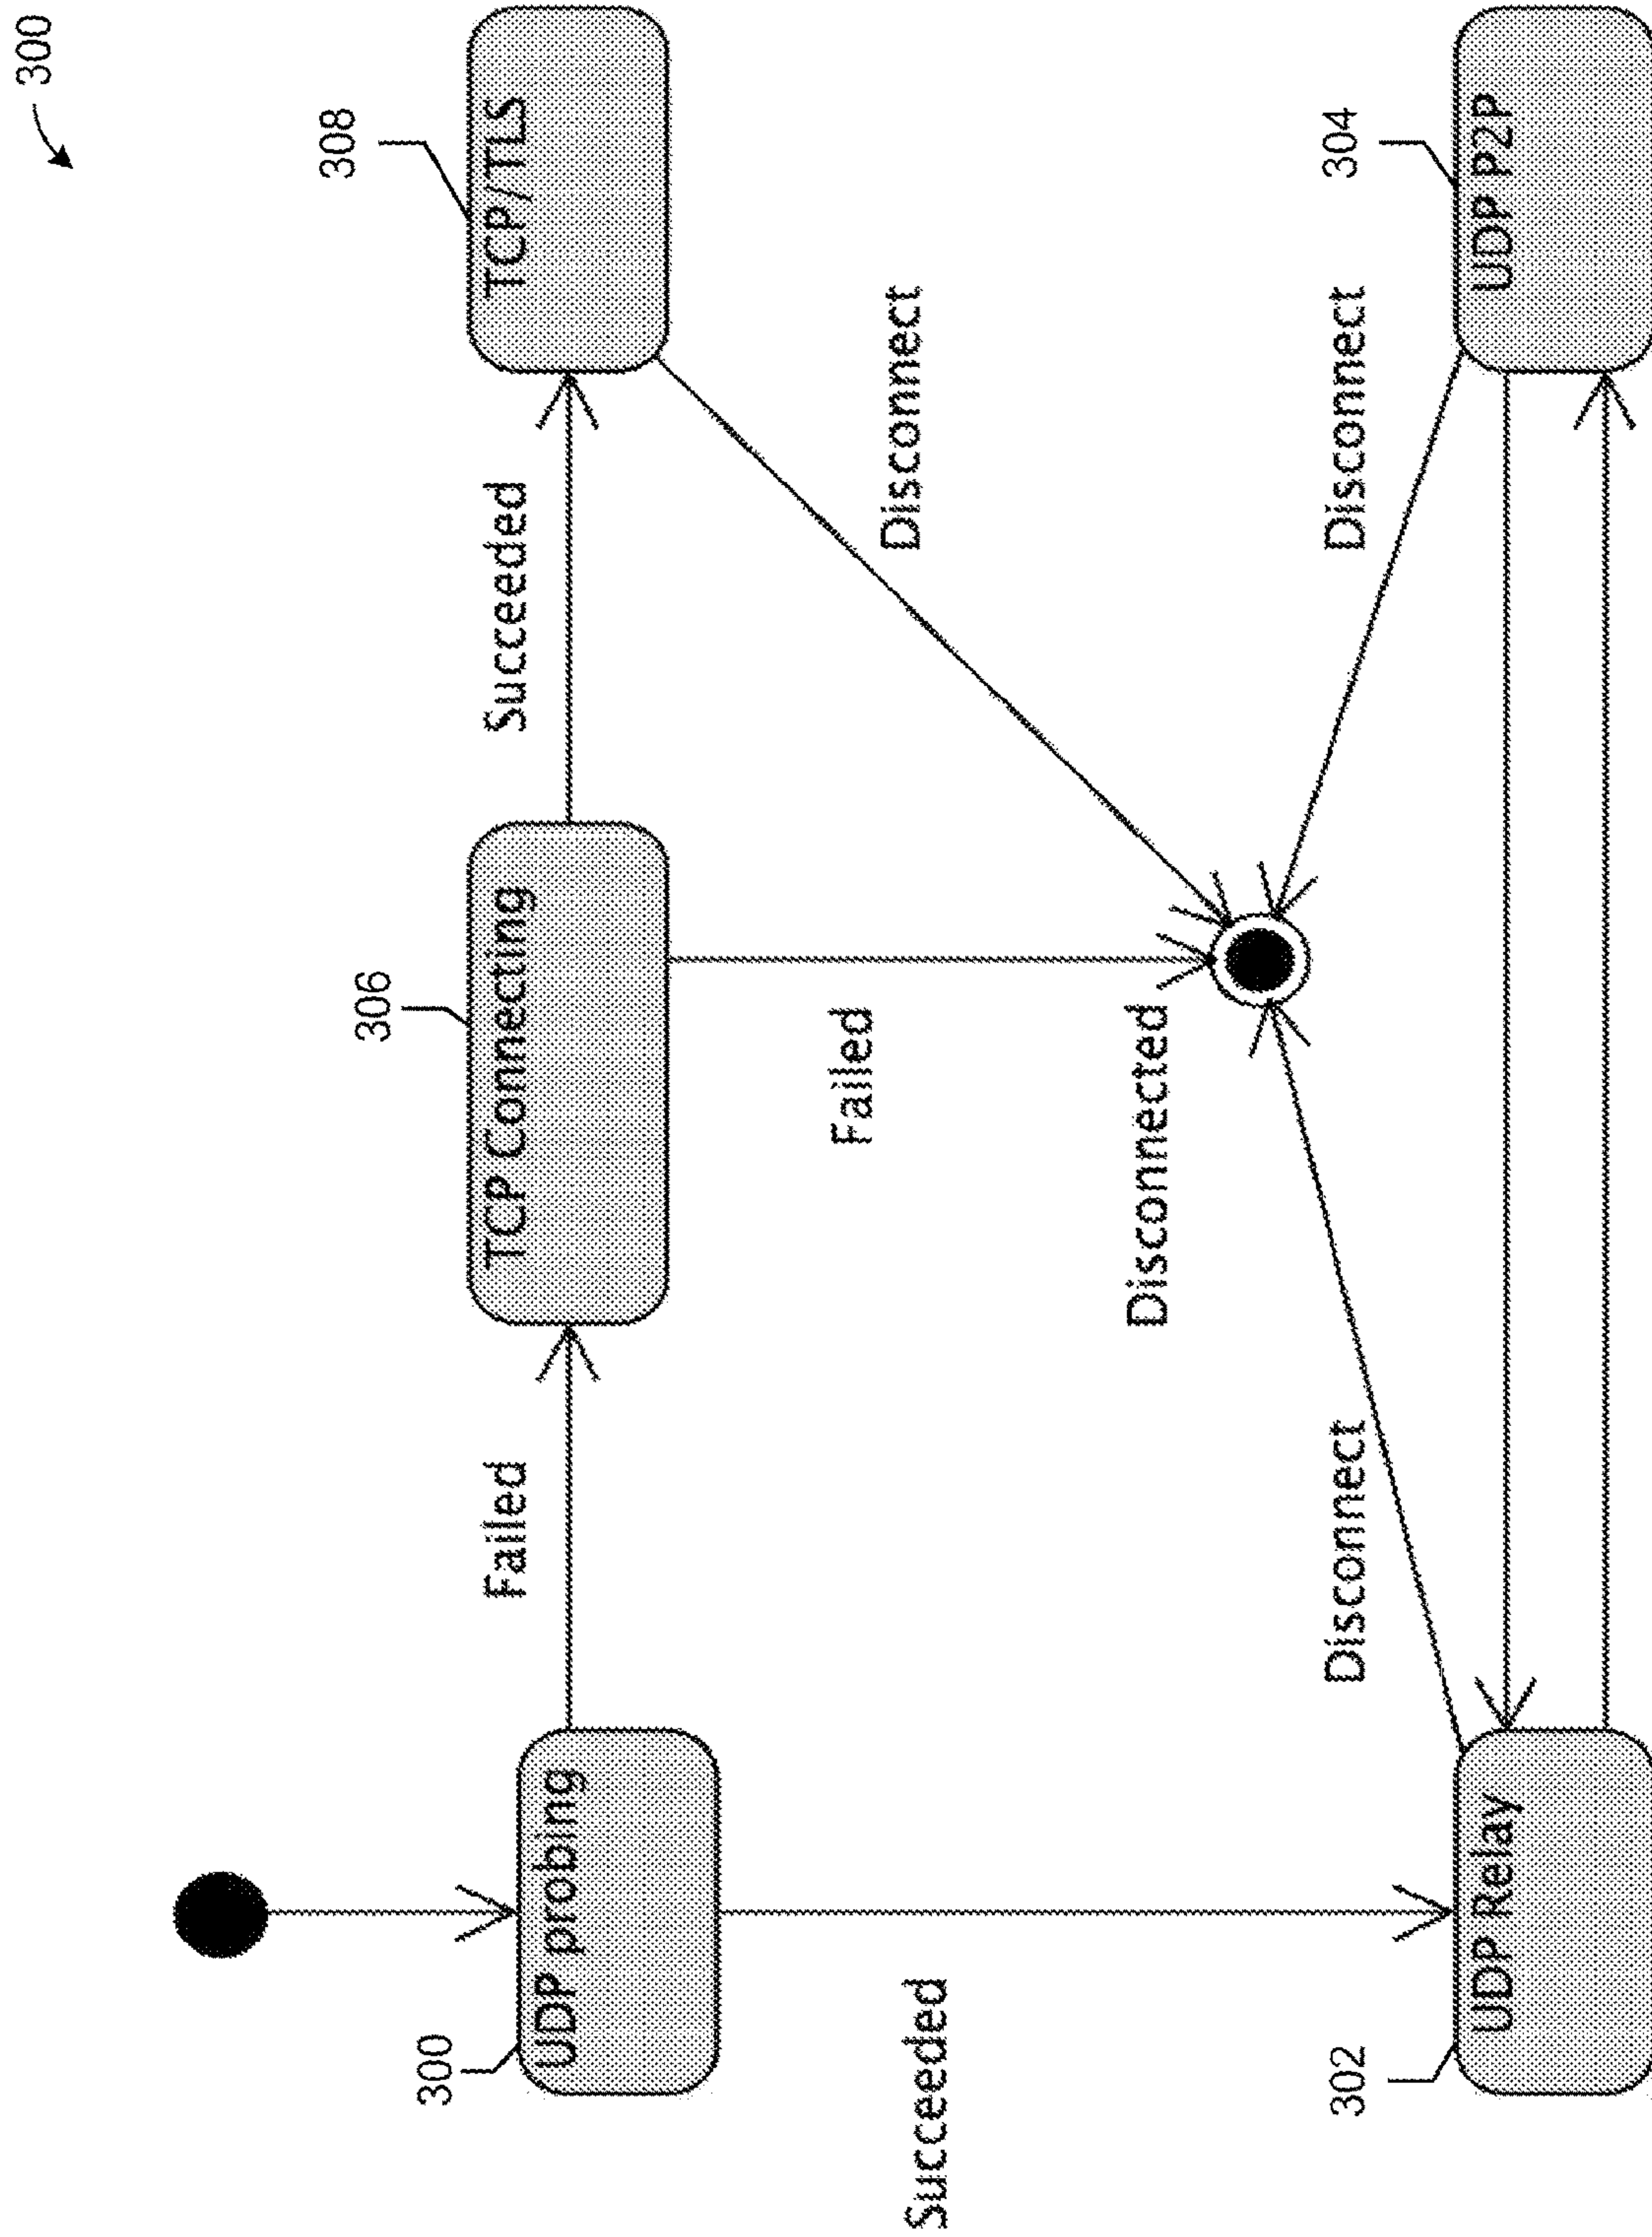 300
300
UDP probing
Failed
306
TCP Connecting
Succeeded
308
TCP/TLS
Succeeded
Failed
Disconnect
Disconnected
Disconnect
Disconnect
302
UDP Relay
304
UDP P2P